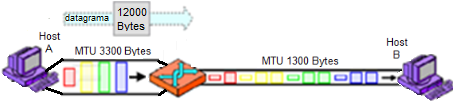 datagrama
12000
Bytes
Host
A
MTU 3300 Bytes
MTU 1300 Bytes
Host
B